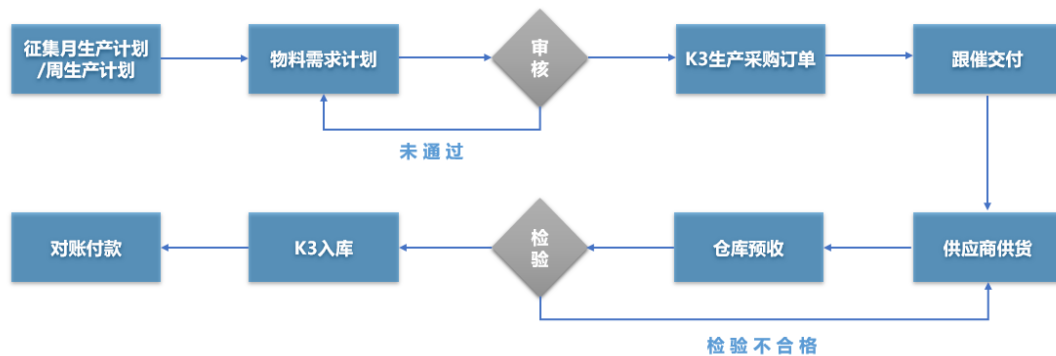 征集月生产计划
/周生产计划
物料需求计划
审
核
K3生产采购订单
跟催交付
未通过
对账付款
K3入库
检
验
仓库预收
供应商供货
检验不合格